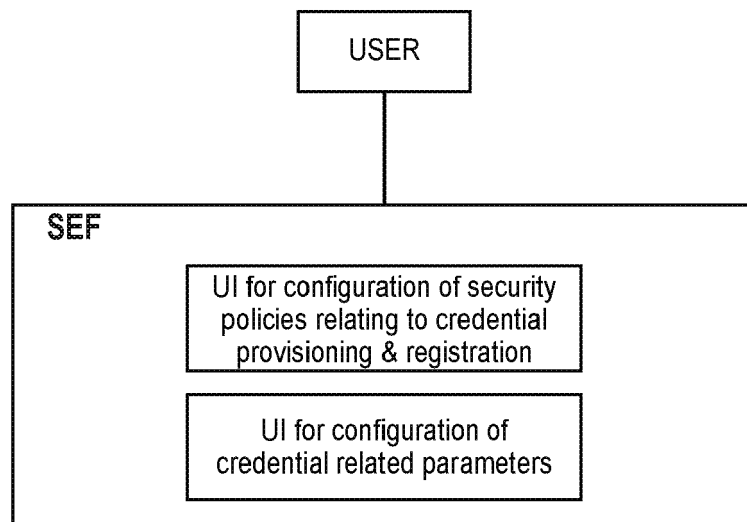 USER
SEF
UI for configuration of security
policies relating to credential
provisioning & registration
UI for configuration of
credential related parameters